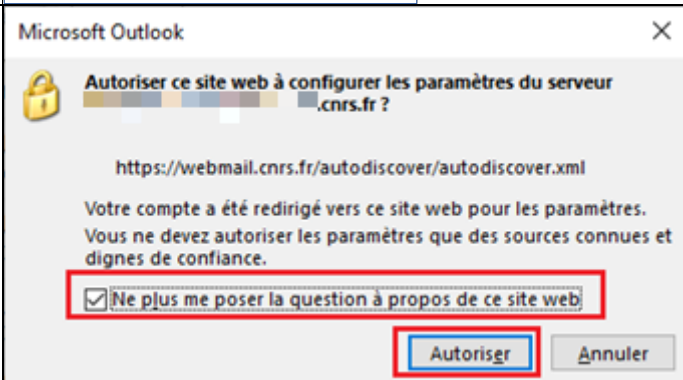 Microsoft Outlook
Autoriser ce site web à configurer les paramètres du serveur
.cnrs.fr ?
https://webmail.cnrs.fr/autodiscover/autodiscover.xml
Votre compte a été redirigé vers ce site web pour les paramètres.
Vous ne devez autoriser les paramètres que des sources connues et
dignes de confiance.
Ne plus me poser la question à propos de ce site web
Autoriser Annuler